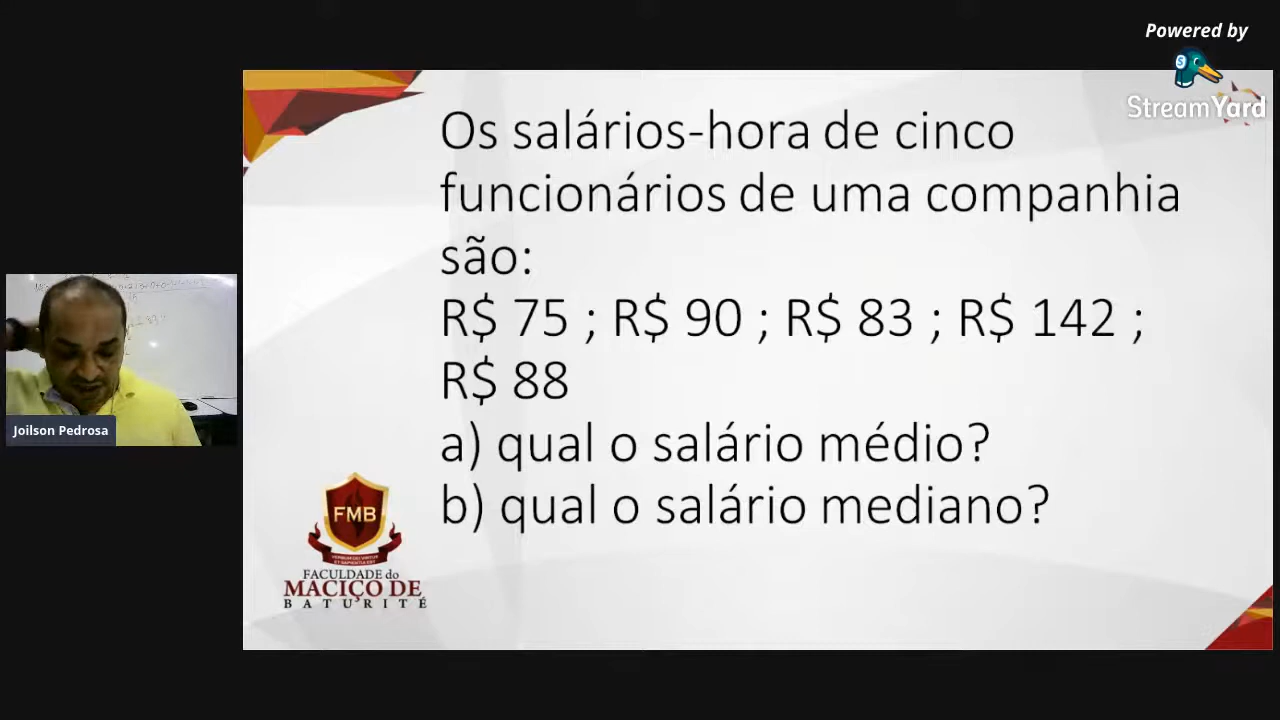 Powered by
StreamYard
Os salários-hora de cinco
funcionários de uma companhia
são:
R$ 75 ; R$ 90 ; R$ 83 ; R$ 142 ;
R$ 88
a) qual o salário médio?
b) qual o salário mediano?
Joilson Pedrosa
FMB
FACULDADE do
MACIÇO DE
BATURITÉ